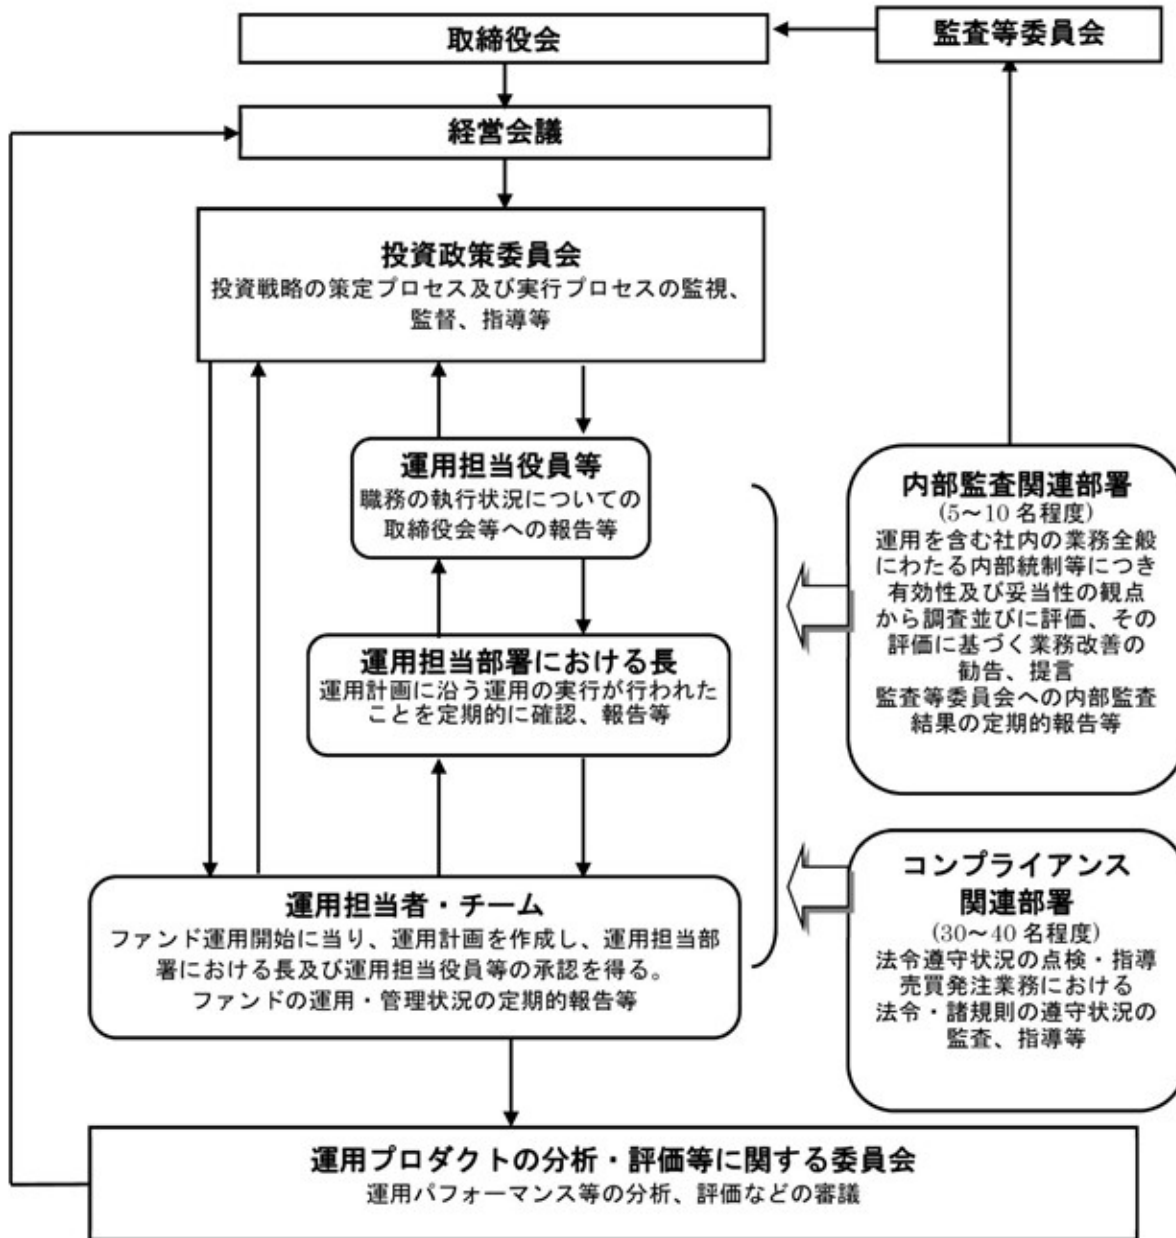 取締役会
監査等委員会
経営会議
投資政策委員会
投資戦略の策定プロセス及び実行プロセスの監視、
監督、指導等
運用担当役員等
職務の執行状況についての
取締役会等への報告等
運用担当部署における長
運用計画に沿う運用の実行が行われた
ことを定期的に確認、報告等
運用担当者・チーム
ファンド運用開始に当り、運用計画を作成し、運用担当部
署における長及び運用担当役員等の承認を得る。
ファンドの運用・管理状況の定期的報告等
内部監査関連部署
(5～10 名程度)
運用を含む社内の業務全般
にわたる内部統制等につき
有効性及び妥当性の観点
から調査並びに評価、その
評価に基づく業務改善の
勧告、提言
監査等委員会への内部監査
結果の定期的報告等
コンプライアンス
関連部署
(30～40 名程度)
法令遵守状況の点検・指導
売買発注業務における
法令・諸規則の遵守状況の
監査、指導等
運用プロダクトの分析・評価等に関する委員会
運用パフォーマンス等の分析、評価などの審議